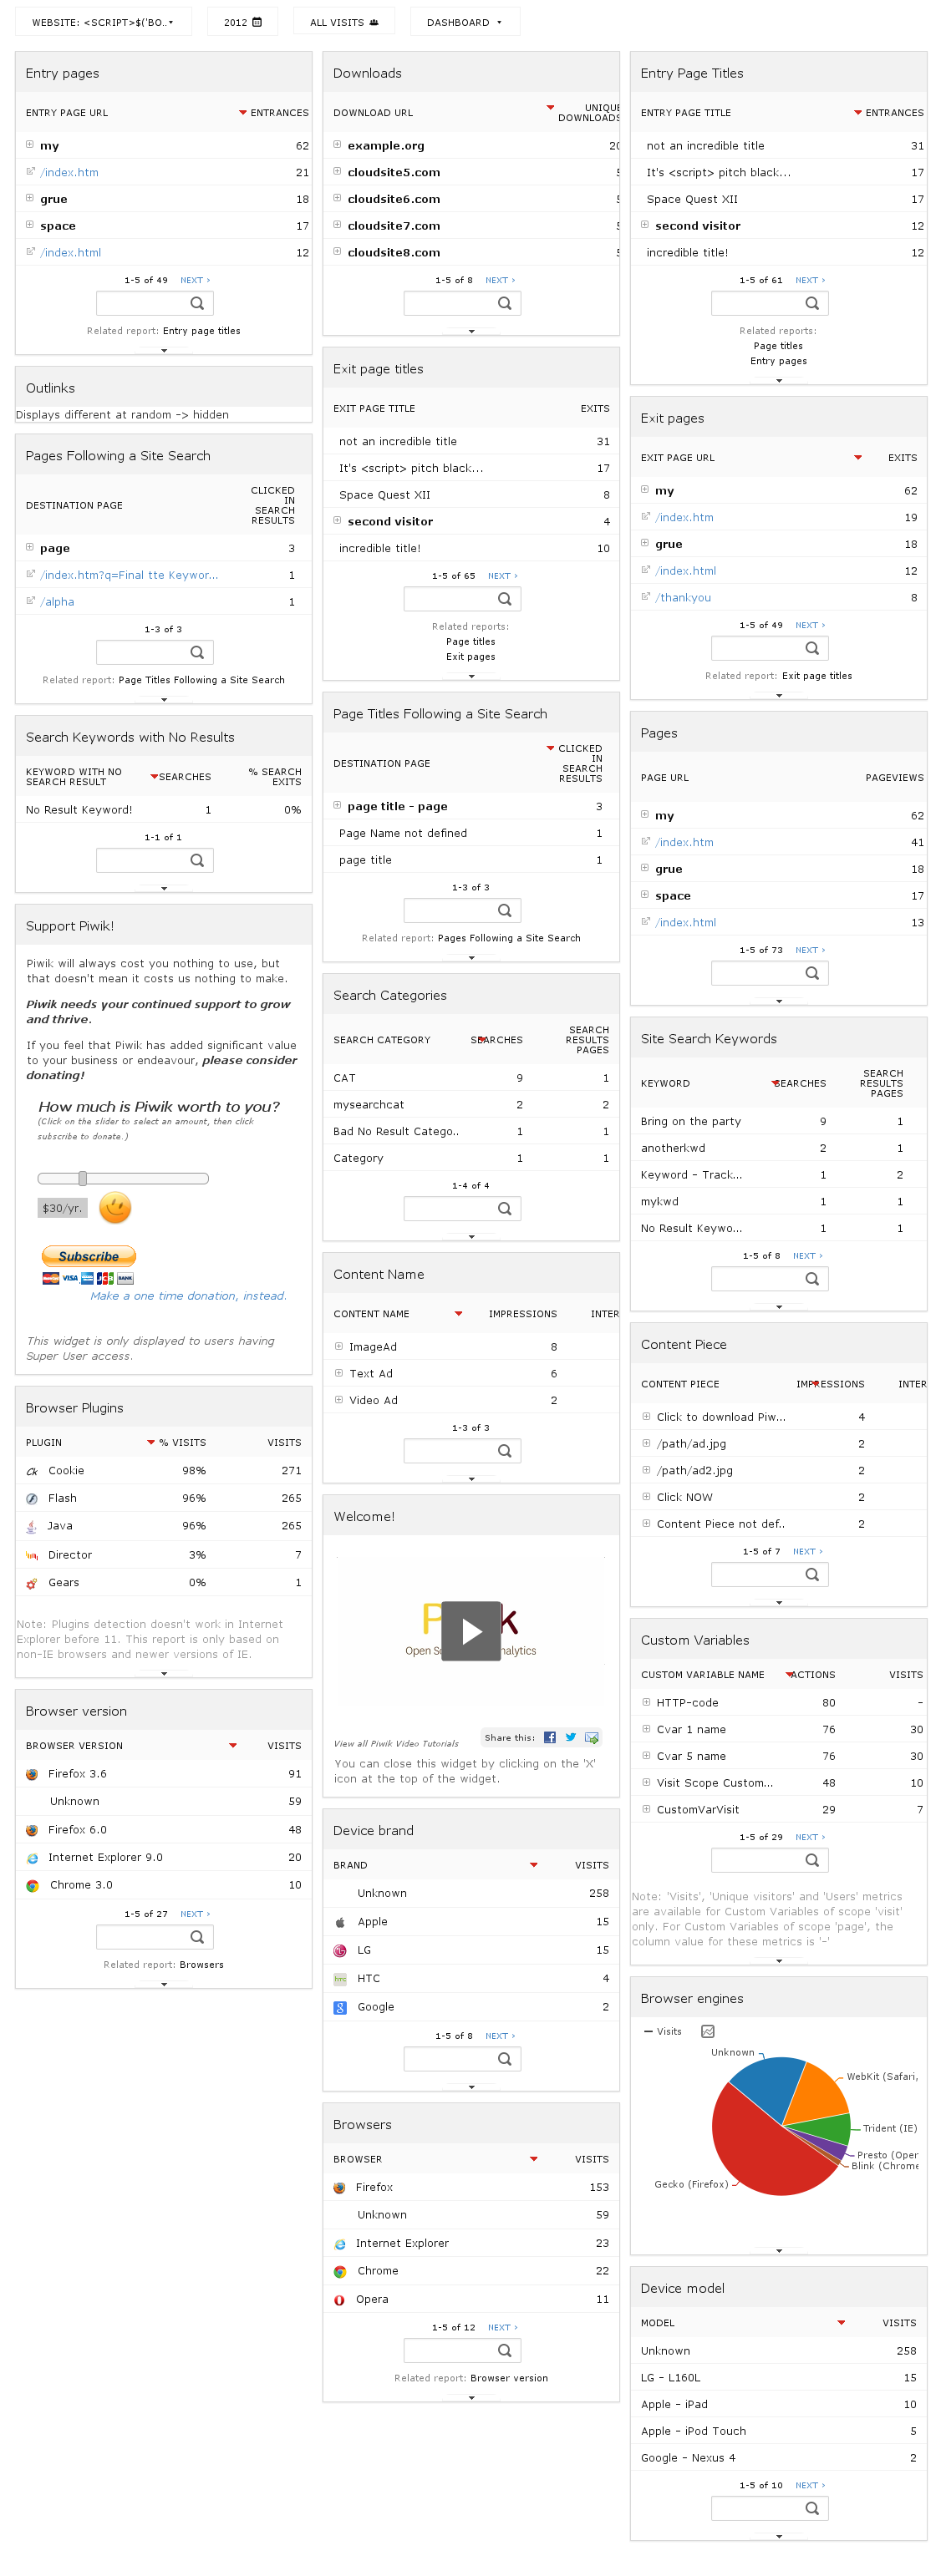 WEBSITE: <SCRIPT>$('BO..
2012
ALL VISITS
DASHBOARD
Entry pages
ENTRY PAGE URL ENTRANCES
my 62
/index.htm 21
grue 18
space 17
/index.html 12
1-5 of 49 NEXT ›
Related report: Entry page titles
Outlinks
Displays different at random -> hidden
Pages Following a Site Search
DESTINATION PAGE CLICKED IN SEARCH RESULTS
page 3
/index.htm?q=Final tte Keywor... 1
/alpha 1
1-3 of 3
Related report: Page Titles Following a Site Search
Search Keywords with No Results
KEYWORD WITH NO SEARCH RESULT SEARCHES % SEARCH EXITS
No Result Keyword! 1 0%
1-1 of 1
Support Piwik!
Piwik will always cost you nothing to use, but
that doesn't mean it costs us nothing to make.
Piwik needs your continued support to grow
and thrive.
If you feel that Piwik has added significant value
to your business or endeavour, please consider
donating!
How much is Piwik worth to you?
(Click on the slider to select an amount, then click
subscribe to donate.)
$30/yr.
Subscribe
VISA
BANK
Make a one time donation, instead.
This widget is only displayed to users having
Super User access.
Browser Plugins
PLUGIN % VISITS VISITS
Cookie 98% 271
Flash 96% 265
Java 96% 265
Director 3% 7
Gears 0% 1
Note: Plugins detection doesn't work in Internet
Explorer before 11. This report is only based on
non-IE browsers and newer versions of IE.
Browser version
BROWSER VERSION VISITS
Firefox 3.6 91
Unknown 59
Firefox 6.0 48
Internet Explorer 9.0 20
Chrome 3.0 10
1-5 of 27 NEXT ›
Related report: Browsers
Downloads
DOWNLOAD URL UNIQUE DOWNLOADS
example.org 20
cloudsite5.com 5
cloudsite6.com 5
cloudsite7.com 5
cloudsite8.com 5
1-5 of 8 NEXT ›
Exit page titles
EXIT PAGE TITLE EXITS
not an incredible title 31
It's <script> pitch black... 17
Space Quest XII 8
second visitor 4
incredible title! 10
1-5 of 65 NEXT ›
Related reports:
Page titles
Exit pages
Page Titles Following a Site Search
DESTINATION PAGE CLICKED IN SEARCH RESULTS
page title - page 3
Page Name not defined 1
page title 1
1-3 of 3
Related report: Pages Following a Site Search
Search Categories
SEARCH CATEGORY SEARCHES SEARCH RESULTS PAGES
CAT 9 1
mysearchcat 2 2
Bad No Result Catego.. 1 1
Category 1 1
1-4 of 4
Content Name
CONTENT NAME IMPRESSIONS INTER
ImageAd 8
Text Ad 6
Video Ad 2
1-3 of 3
Welcome!
P k
Open S nalytics
View all Piwik Video Tutorials
Share this:
You can close this widget by clicking on the 'X'
icon at the top of the widget.
Device brand
BRAND VISITS
Unknown 258
Apple 15
LG 15
HTC 4
Google 2
1-5 of 8 NEXT ›
Browsers
BROWSER VISITS
Firefox 153
Unknown 59
Internet Explorer 23
Chrome 22
Opera 11
1-5 of 12 NEXT ›
Related report: Browser version
Entry Page Titles
ENTRY PAGE TITLE ENTRANCES
not an incredible title 31
It's <script> pitch black... 17
Space Quest XII 17
second visitor 12
incredible title! 12
1-5 of 61 NEXT ›
Related reports:
Page titles
Entry pages
Exit pages
EXIT PAGE URL EXITS
my 62
/index.htm 19
grue 18
/index.html 12
/thankyou 8
1-5 of 49 NEXT ›
Related report: Exit page titles
Pages
PAGE URL PAGEVIEWS
my 62
/index.htm 41
grue 18
space 17
/index.html 13
1-5 of 73 NEXT ›
Site Search Keywords
KEYWORD SEARCHES SEARCH RESULTS PAGES
Bring on the party 9 1
anotherkwd 2 1
Keyword - Track... 1 2
mykwd 1 1
No Result Keywo... 1 1
1-5 of 8 NEXT ›
Content Piece
CONTENT PIECE IMPRESSIONS INTER
Click to download Piw... 4
/path/ad.jpg 2
/path/ad2.jpg 2
Click NOW 2
Content Piece not def.. 2
1-5 of 7 NEXT ›
Custom Variables
CUSTOM VARIABLE NAME ACTIONS VISITS
HTTP-code 80 -
Cvar 1 name 76 30
Cvar 5 name 76 30
Visit Scope Custom... 48 10
CustomVarVisit 29 7
1-5 of 29 NEXT ›
Note: 'Visits', 'Unique visitors' and 'Users' metrics
are available for Custom Variables of scope 'visit'
only. For Custom Variables of scope 'page', the
column value for these metrics is '-'
Browser engines
Visits
Unknown
WebKit (Safari,
Trident (IE)
Presto (Oper
Blink (Chrome
Gecko (Firefox)
Device model
MODEL VISITS
Unknown 258
LG - L160L 15
Apple - iPad 10
Apple - iPod Touch 5
Google - Nexus 4 2
1-5 of 10 NEXT ›